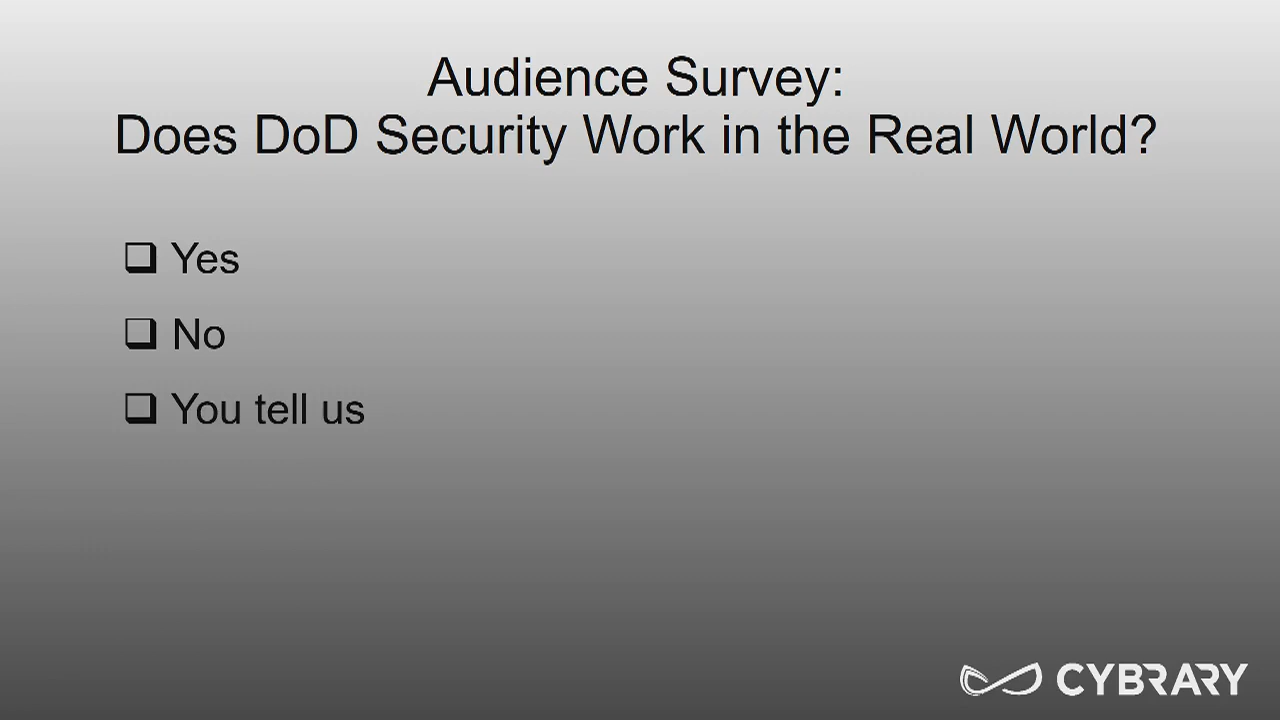 Audience Survey:
Does DoD Security Work in the Real World?
Yes
No
You tell us
CYBRARY